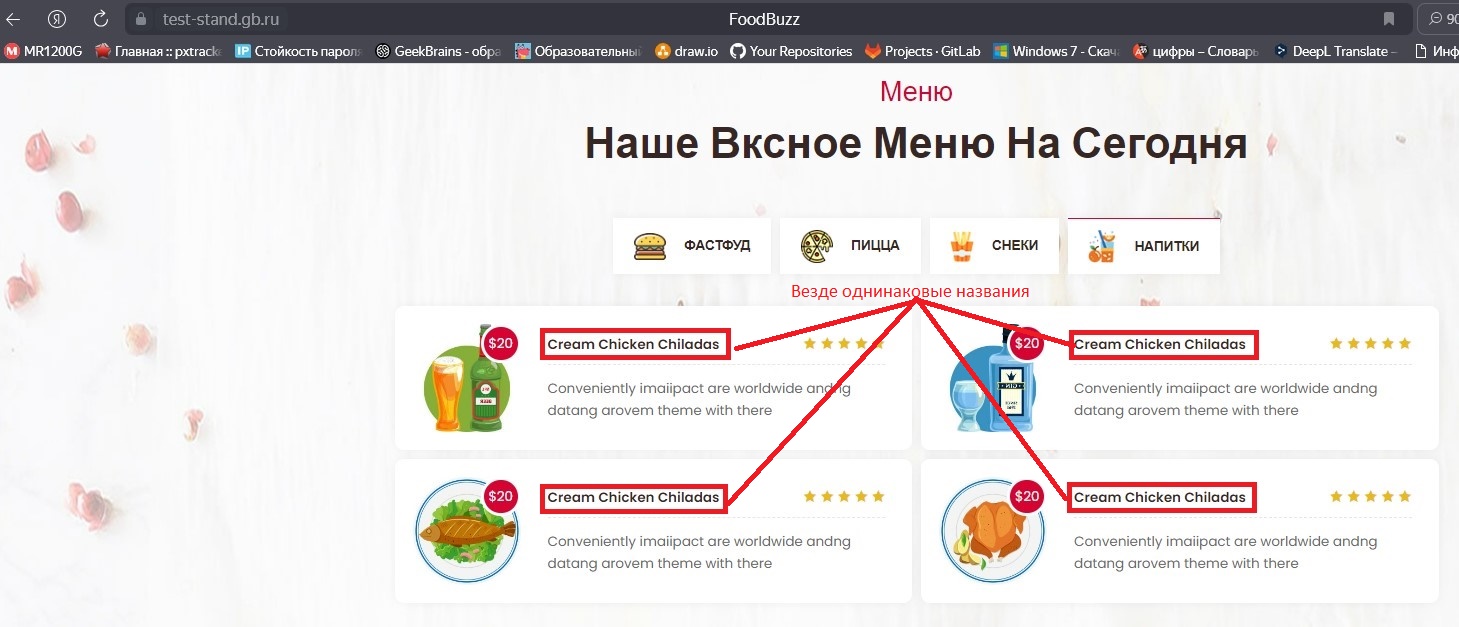 test-stand.gb.ru
FoodBuzz
90
MR1200G
Главная :: pxtrack
Стойкость пароля
GeekBrains - обра
Образовательны
draw.io
Your Repositories
Projects · GitLab
Windows 7 - Скача
цифры – Словарь
DeepL Translate –
Инф
Меню
Наше Вксное Меню На Сегодня
ФАСТФУД
ПИЦЦА
СНЕКИ
НАПИТКИ
Везде однинаковые названия
$20
Cream Chicken Chiladas
Conveniently imaiipact are worldwide andng
datang arovem theme with there
$20
Cream Chicken Chiladas
Conveniently imaiipact are worldwide andng
datang arovem theme with there
$20
Cream Chicken Chiladas
Conveniently imaiipact are worldwide andng
datang arovem theme with there
$20
Cream Chicken Chiladas
Conveniently imaiipact are worldwide andng
datang arovem theme with there